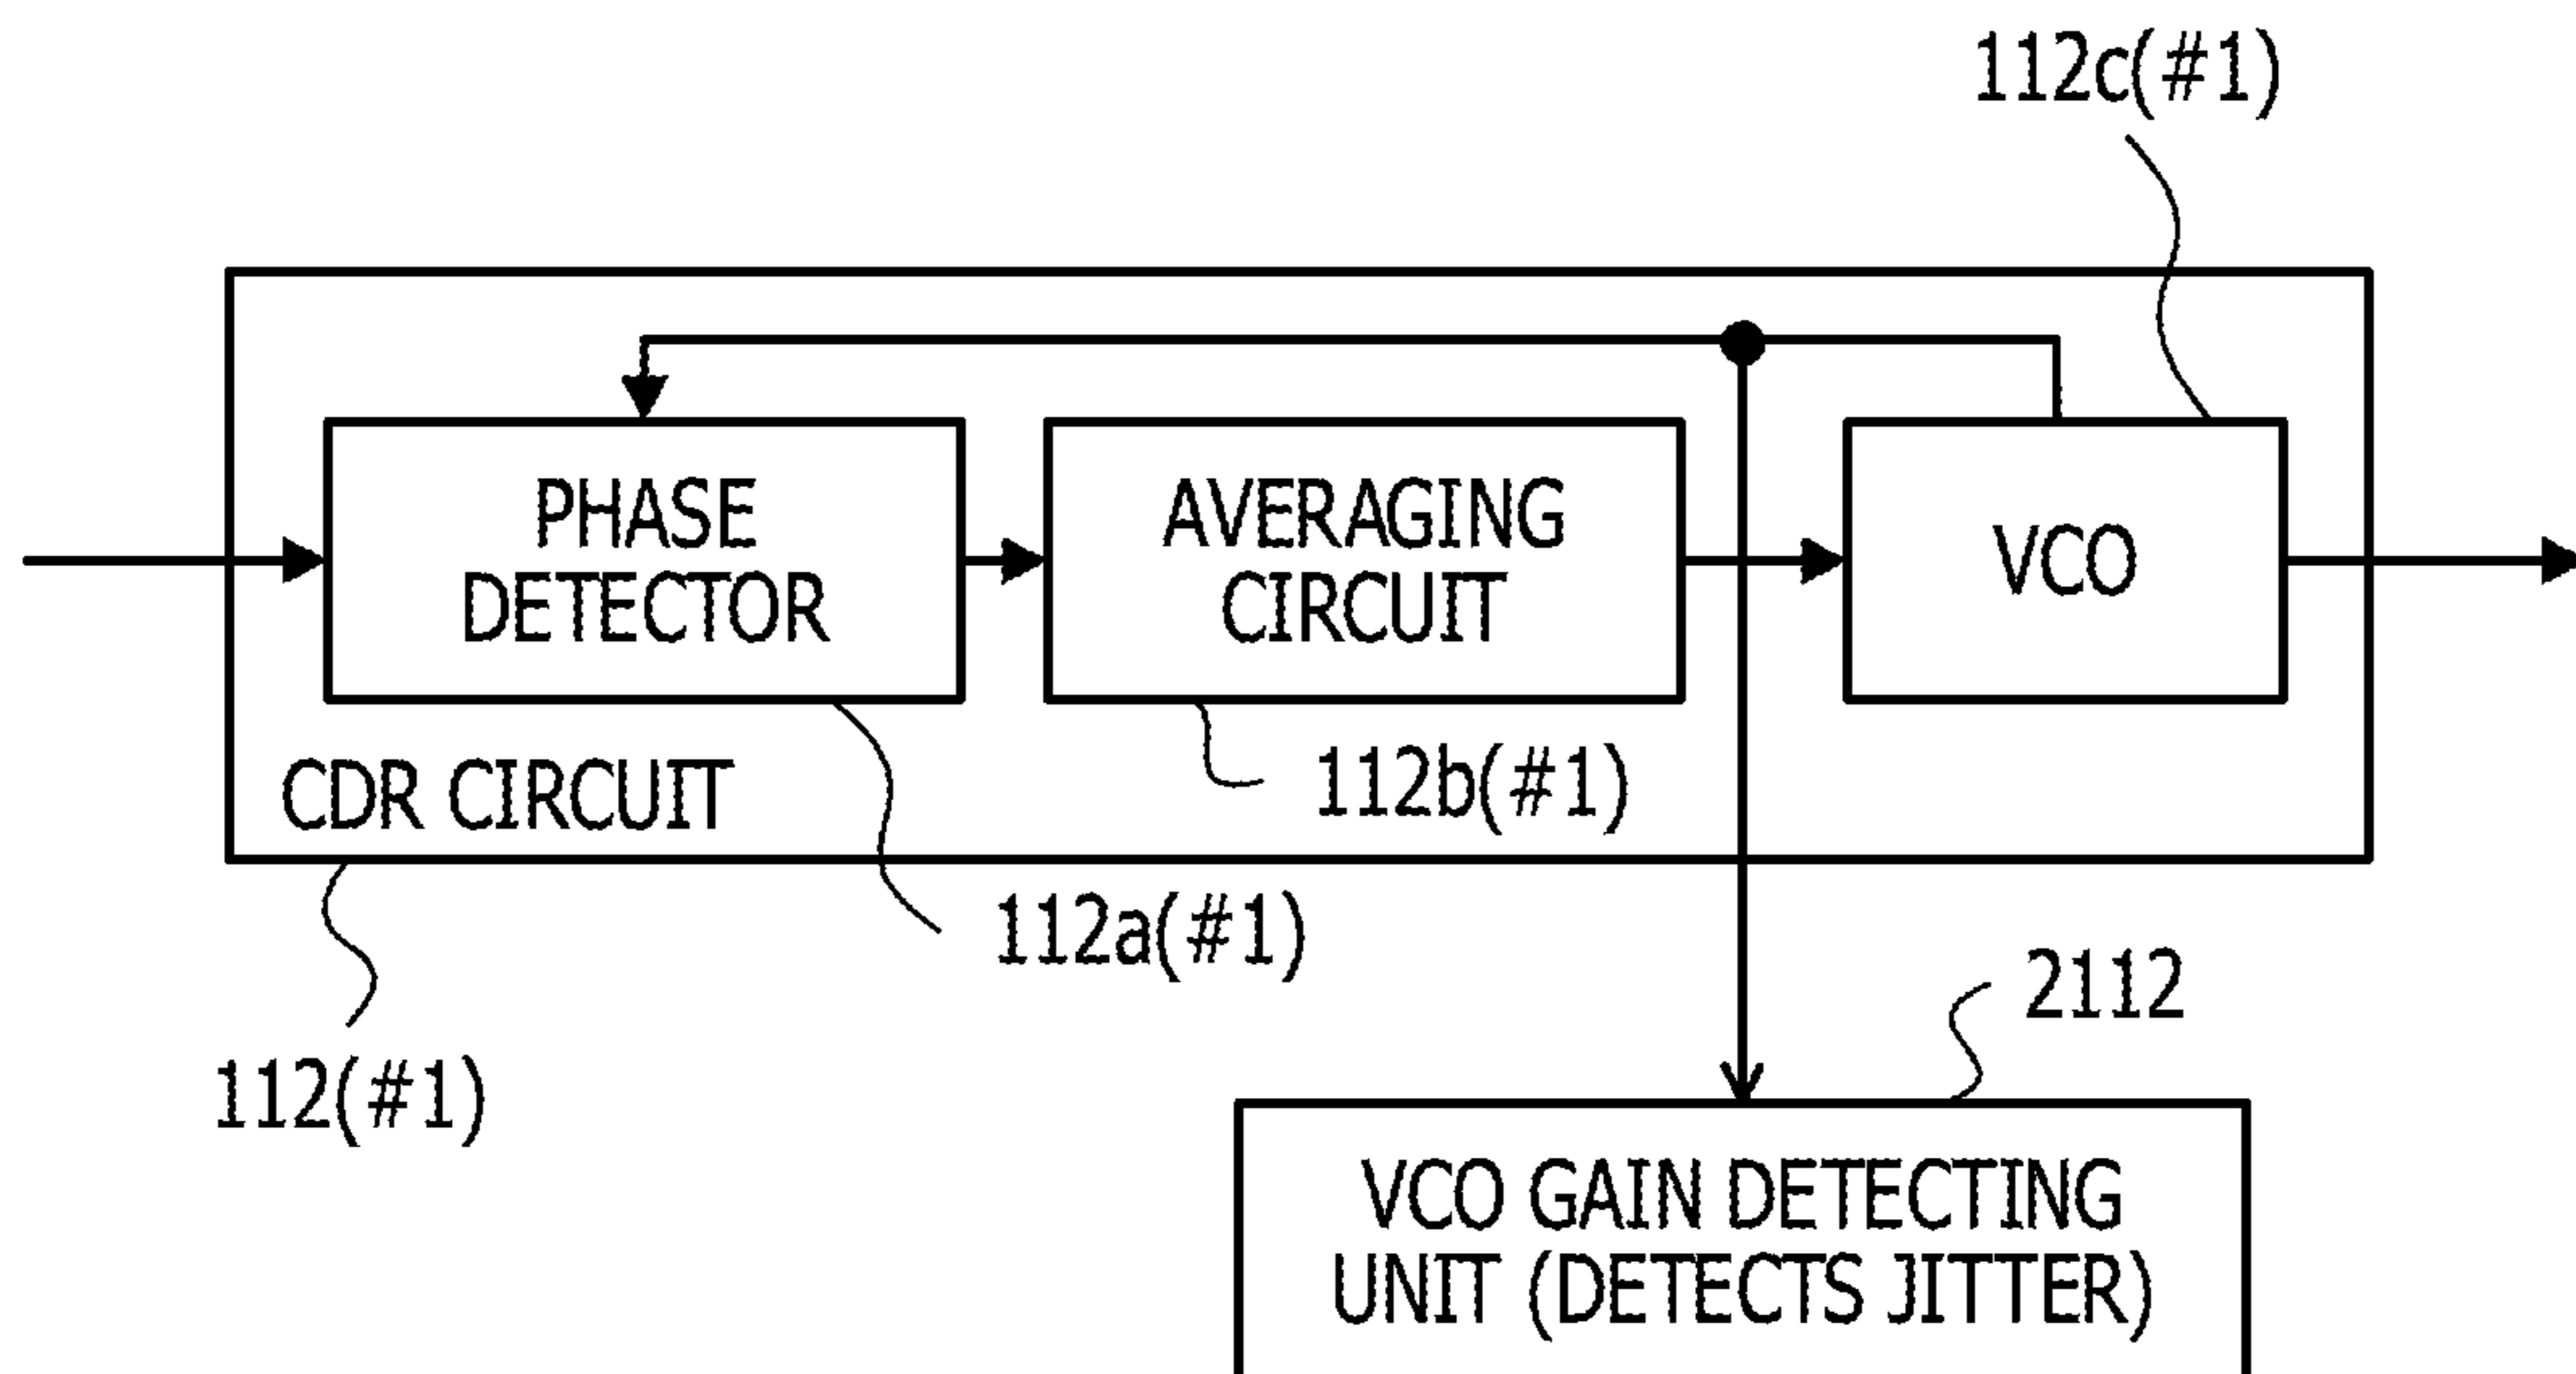 112c(#1)
PHASE
DETECTOR
AVERAGING
CIRCUIT
VCO
CDR CIRCUIT
112b(#1)
112a(#1)
2112
112(#1)
VCO GAIN DETECTING
UNIT (DETECTS JITTER)